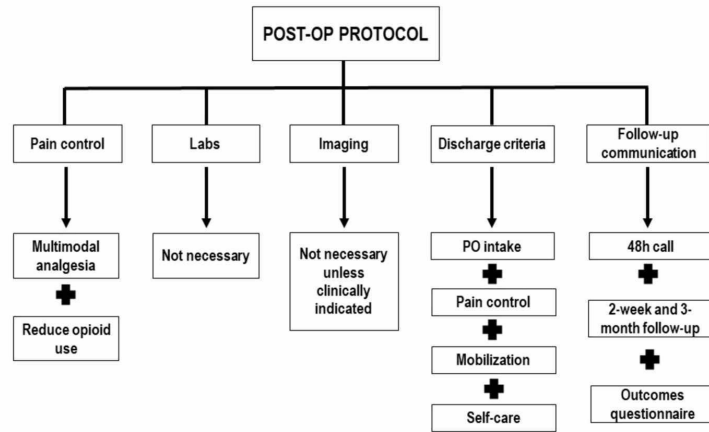 POST-OP PROTOCOL
Pain control
Labs
Imaging
Discharge criteria
Follow-up
communication
Multimodal
analgesia
Reduce opioid
use
Not necessary
Not necessary
unless
clinically
indicated
PO intake
Pain control
Mobilization
Self-care
48h call
2-week and 3-
month follow-up
Outcomes
questionnaire